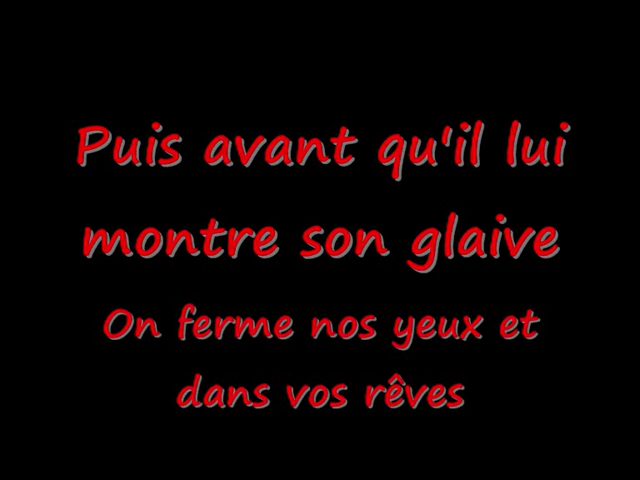 Puis avant qu'il lui
montre son glaive
On ferme nos yeux et
dans vos rêves